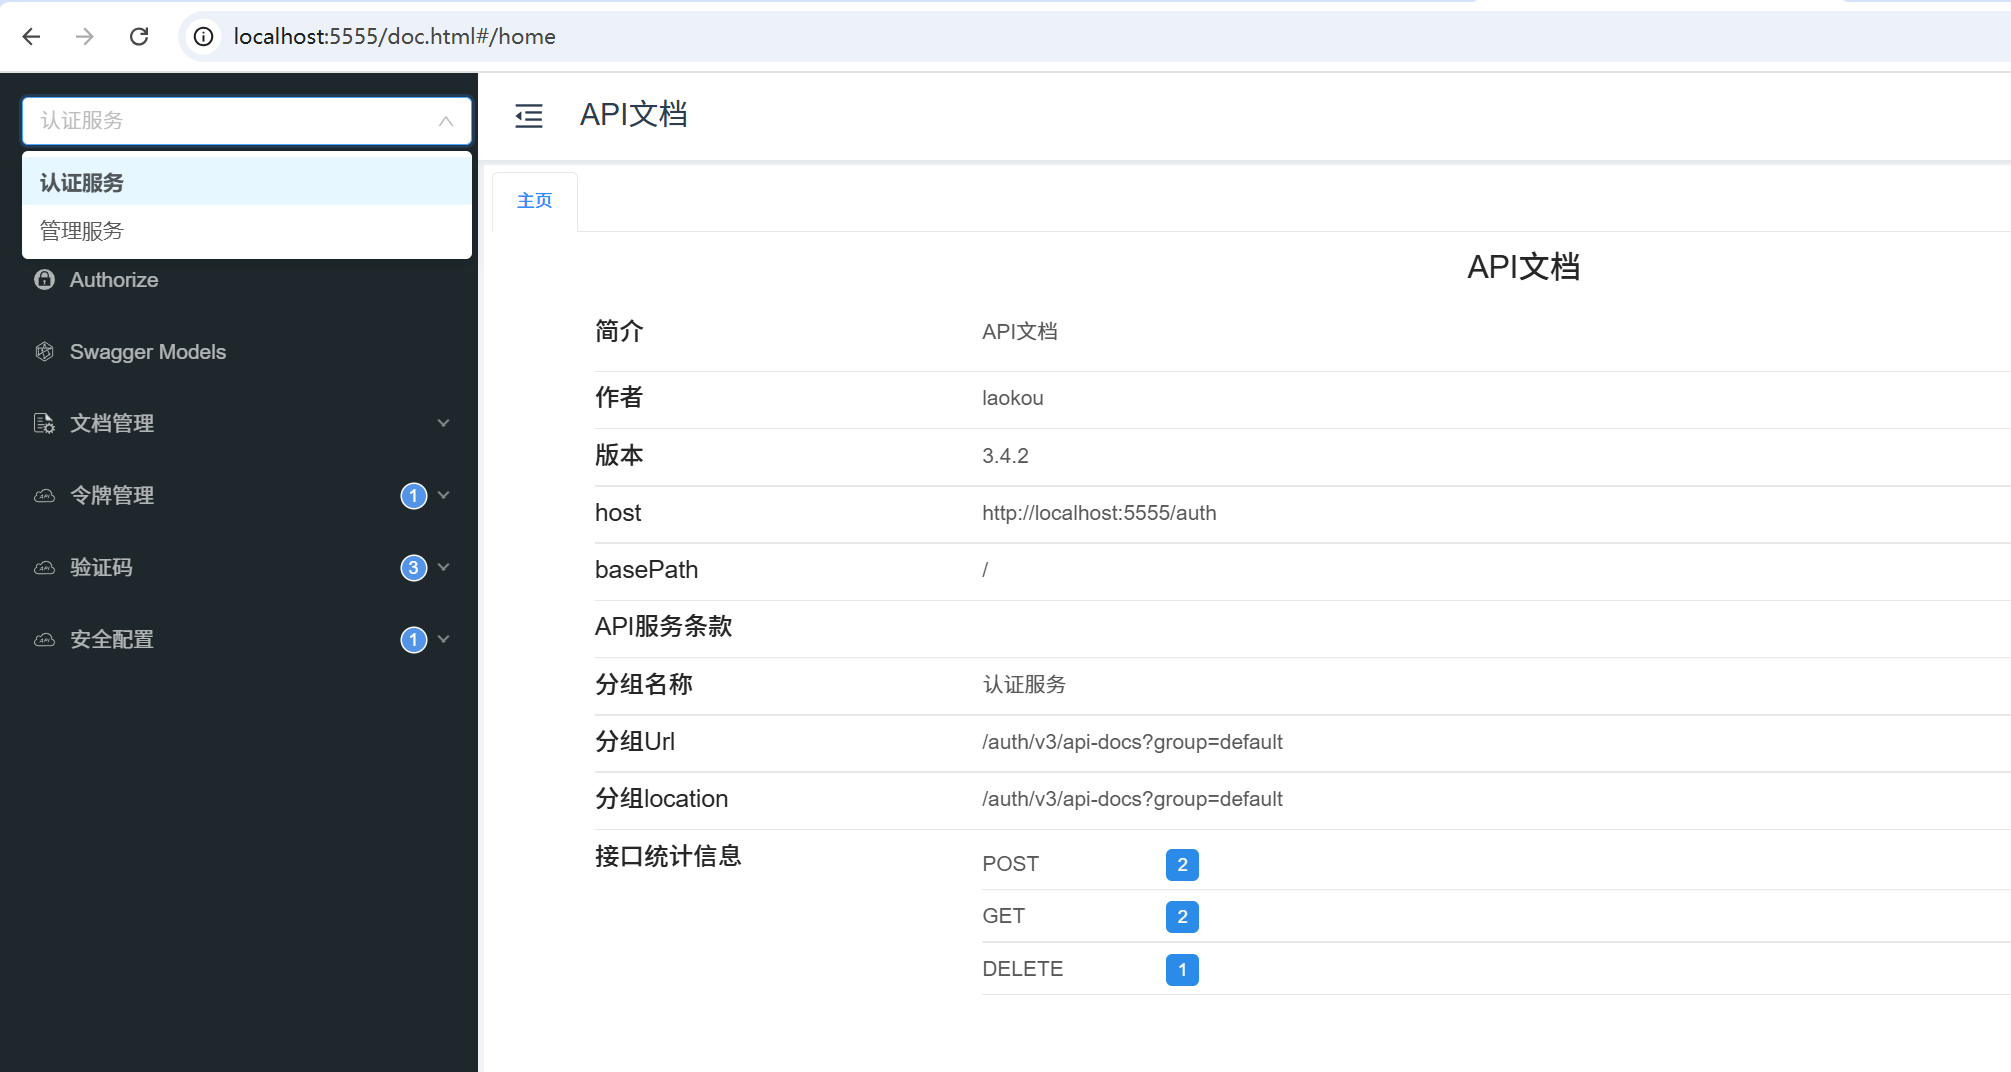 localhost:5555/doc.html#/home
认证服务
认证服务
管理服务
Authorize
Swagger Models
文档管理
令牌管理 1
验证码 3
安全配置 1
API文档
主页
API文档
简介 API文档
作者 laokou
版本 3.4.2
host http://localhost:5555/auth
basePath /
API服务条款
分组名称 认证服务
分组Url /auth/v3/api-docs?group=default
分组location /auth/v3/api-docs?group=default
接口统计信息
POST 2
GET 2
DELETE 1